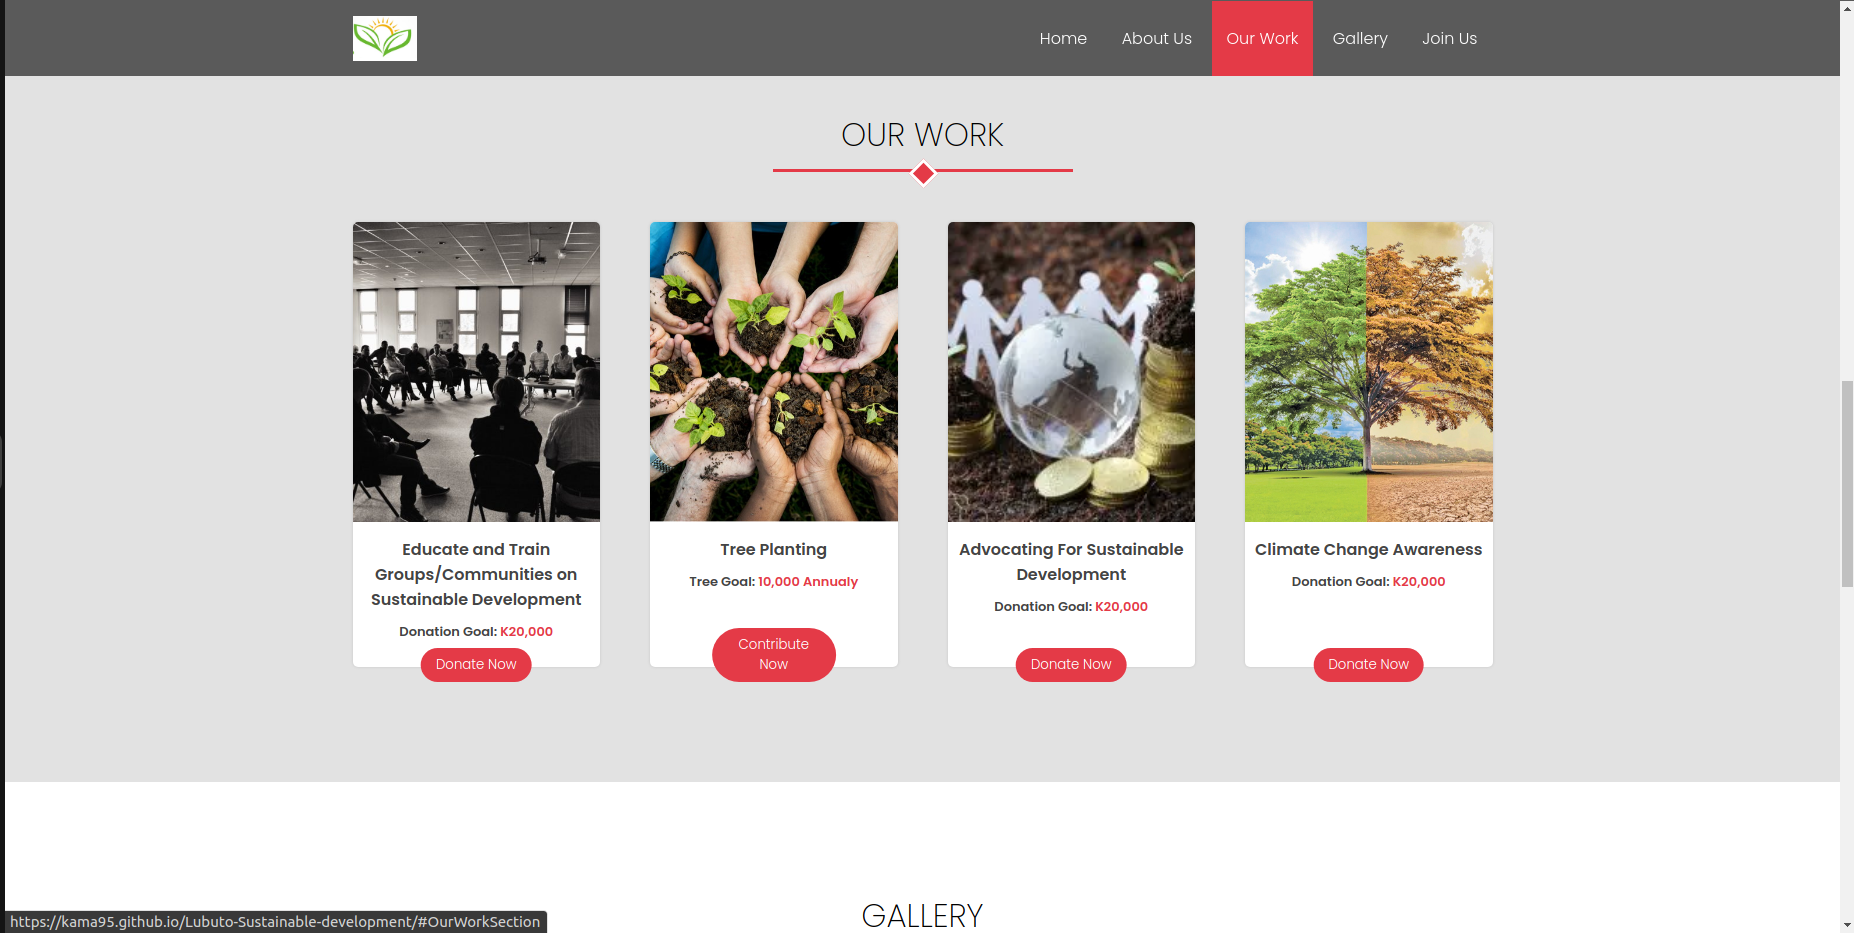 Home About Us Our Work Gallery Join Us
OUR WORK
Educate and Train
Groups/Communities on
Sustainable Development
Donation Goal: K20,000
Donate Now
Tree Planting
Tree Goal: 10,000 Annualy
Contribute
Now
Advocating For Sustainable
Development
Donation Goal: K20,000
Donate Now
Climate Change Awareness
Donation Goal: K20,000
Donate Now
GALLERY
https://kama95.github.io/Lubuto-Sustainable-development/#OurWorkSection